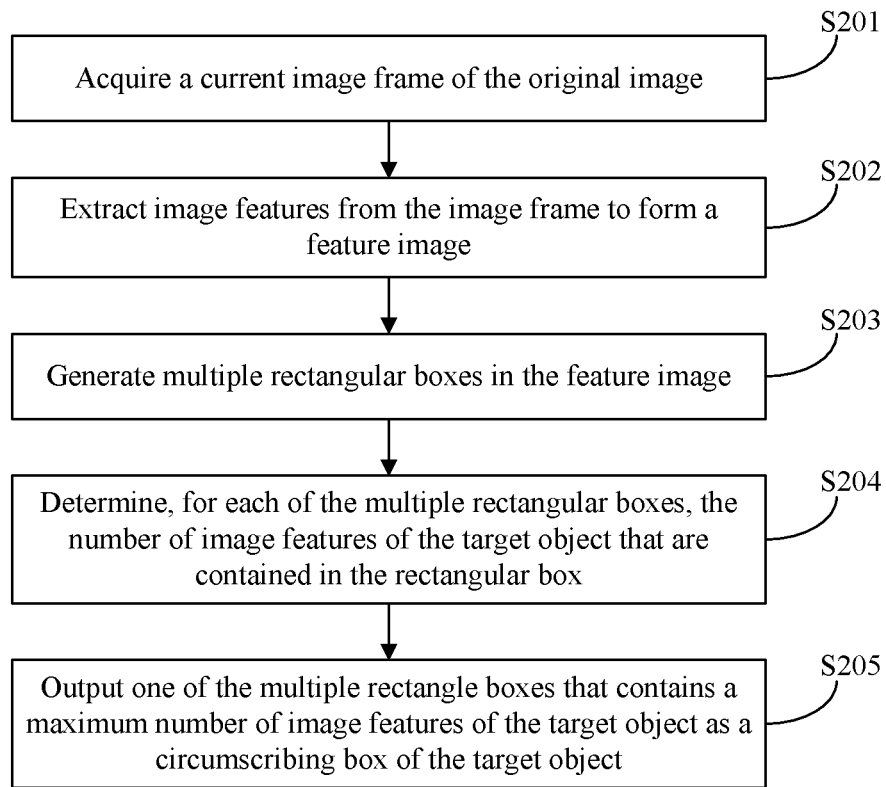 S201
Acquire a current image frame of the original image
S202
Extract image features from the image frame to form a
feature image
S203
Generate multiple rectangular boxes in the feature image
S204
Determine, for each of the multiple rectangular boxes, the
number of image features of the target object that are
contained in the rectangular box
S205
Output one of the multiple rectangle boxes that contains a
maximum number of image features of the target object as a
circumscribing box of the target object